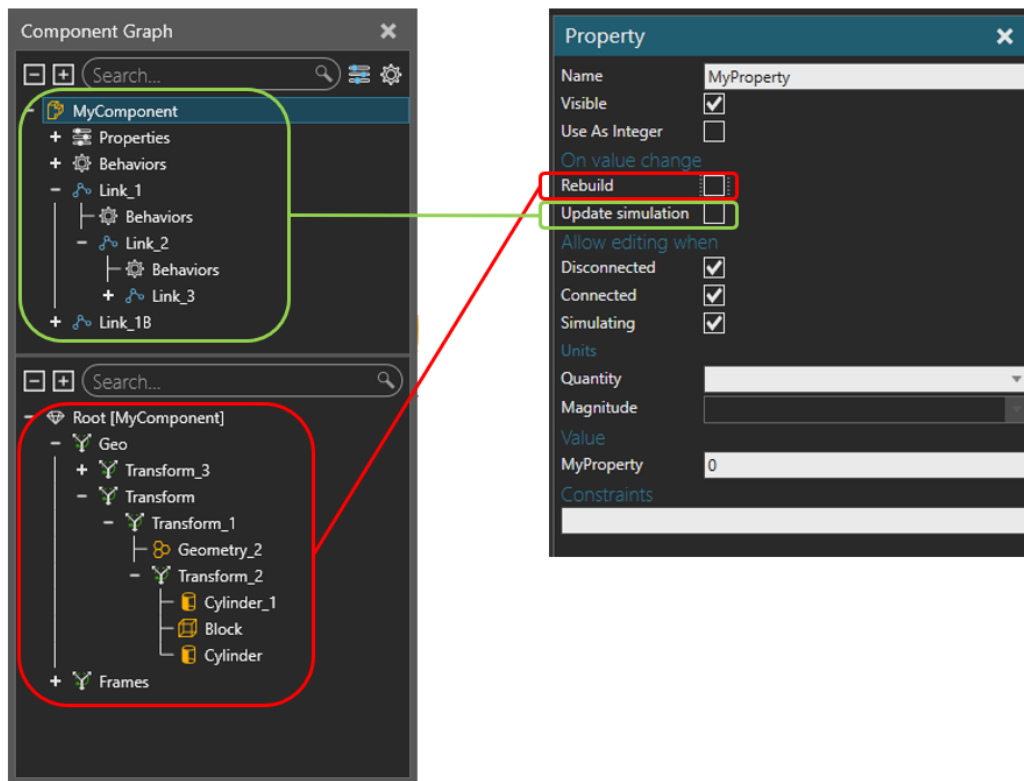 Component Graph
Search...
MyComponent
Properties
Behaviors
Link_1
Behaviors
Link_2
Behaviors
Link_3
Link_1B
Search...
Root [MyComponent]
Geo
Transform_3
Transform
Transform_1
Geometry_2
Transform_2
Cylinder_1
Block
Cylinder
Frames
Property
Name MyProperty
Visible
Use As Integer
On value change
Rebuild
Update simulation
Allow editing when
Disconnected
Connected
Simulating
Units
Quantity
Magnitude
Value
MyProperty 0
Constraints